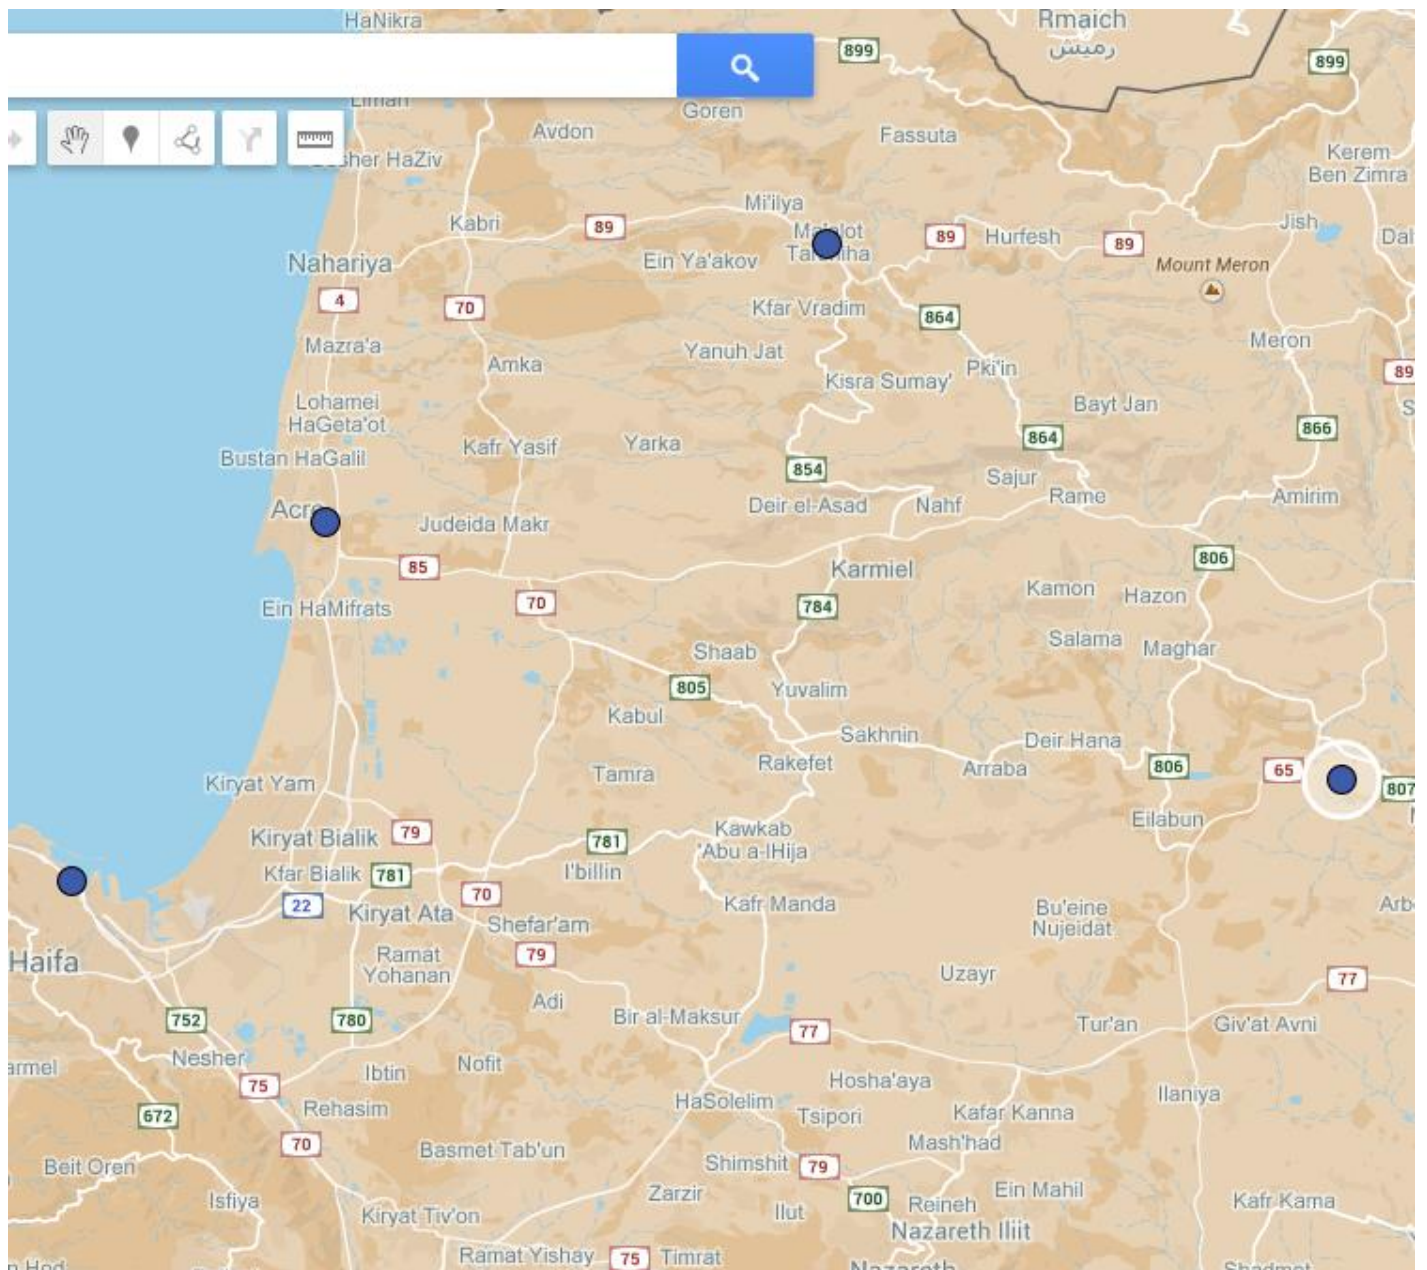 HaNikra
Rmaich
رميش
899
899
Liman
Goren
Avdon
Fassuta
Kerem
Ben Zimra
Mi'ilya
Kabri
89
Jish
89
Hurfesh
89
Nahariya
Ein Ya'akov
Mount Meron
4
70
Kfar Vradim
864
Mazra'a
Yanuh Jat
Meron
Amka
Pki'in
89
Kisra Sumay'
Lohamei
HaGeta'ot
Bayt Jan
866
864
Kafr Yasif
Yarka
Bustan HaGalil
854
Sajur
Rame
Amirim
Deir el-Asad
Nahf
Judeida Makr
806
85
Karmiel
Kamon
Hazon
70
784
Ein HaMifrats
Salama
Maghar
Shaab
805
Yuvalim
Kabul
Sakhnin
Deir Hana
Rakefet
Arraba
806
65
Tamra
Kiryat Yam
807
Eilabun
79
Kiryat Bialik
781
Kawkab
'Abu a-lHija
Kfar Bialik
781
I'billin
70
22
Kiryat Ata
Kafr Manda
Bu'eine
Nujeidat
Shefar'am
Haifa
Ramat
Yohanan
79
Uzayr
77
Adi
Bir al-Maksur
752
780
77
Tur'an
Giv'at Avni
Nesher
Nofit
Ibtin
75
Hosha'aya
Rehasim
HaSolelim
Tsipori
Kafar Kanna
Ilaniya
672
70
Basmet Tab'un
Mash'had
Beit Oren
Shimshit
79
Zarzir
700
Reineh
Ein Mahil
Isfiya
Kiryat Tiv'on
Ilut
Nazareth Iliit
Kafr Kama
Ramat Yishay
75
Timrat
Nazareth